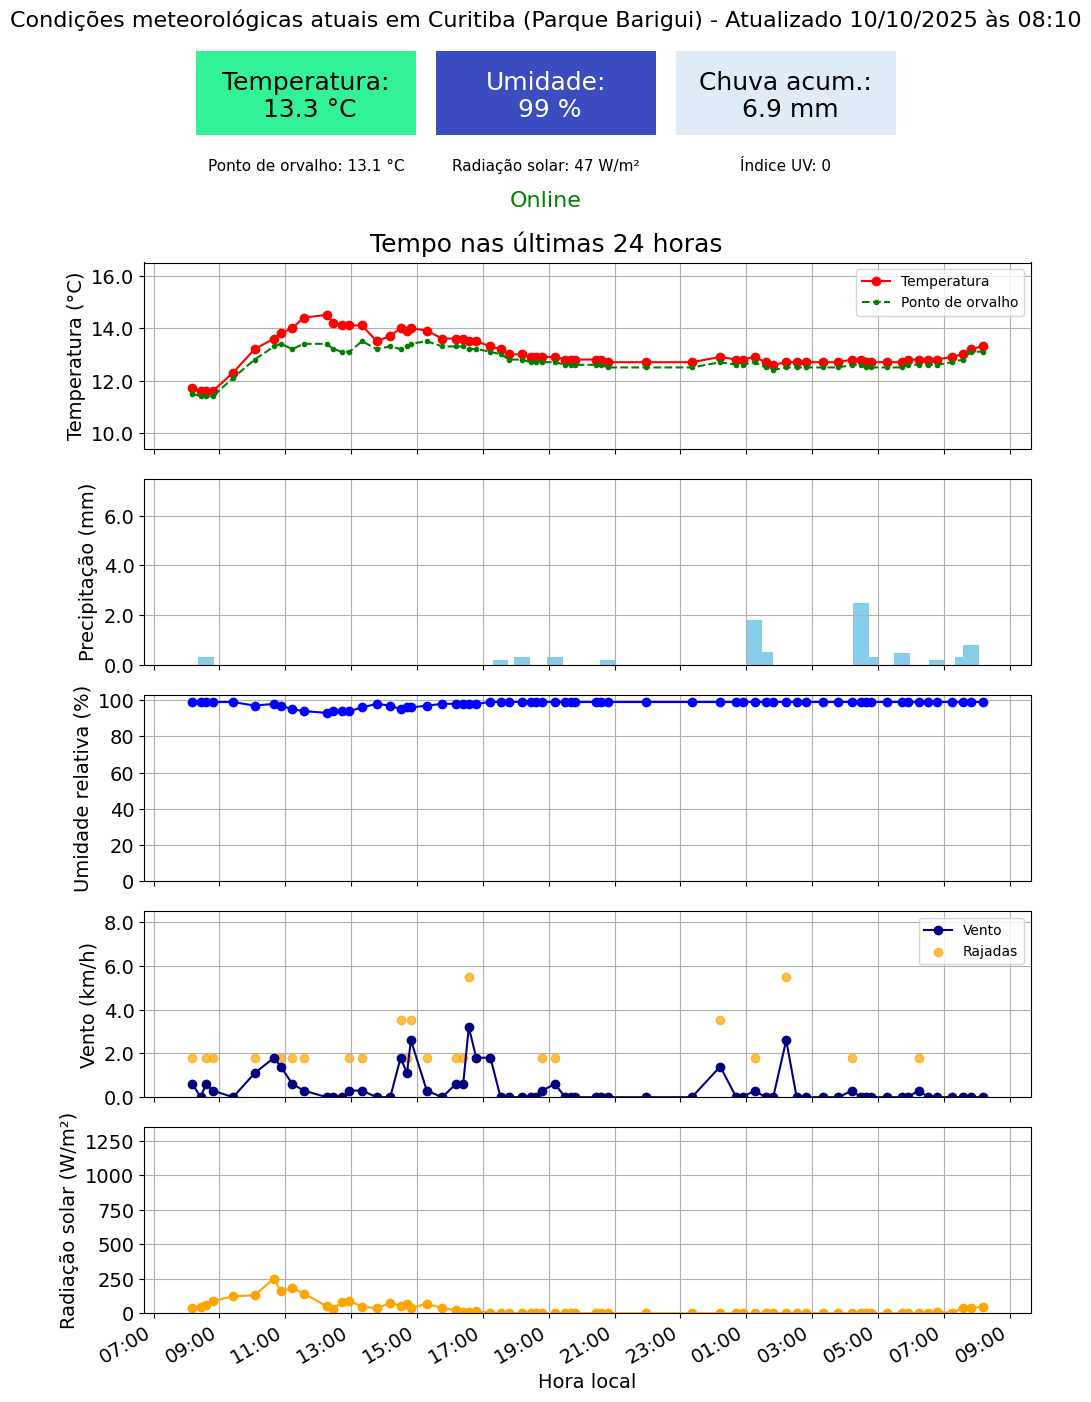 Condições meteorológicas atuais em Curitiba (Parque Barigui) - Atualizado 10/10/2025 às 08:10
Temperatura:
13.3 °C
Umidade:
99 %
Chuva acum.:
6.9 mm
Ponto de orvalho: 13.1 °C
Radiação solar: 47 W/m²
Índice UV: 0
Online
Tempo nas últimas 24 horas
Temperatura (°C)
16.0
14.0
12.0
10.0
Temperatura
Ponto de orvalho
Precipitação (mm)
6.0
4.0
2.0
0.0
Umidade relativa (%)
100
80
60
40
20
0
Vento (km/h)
8.0
6.0
4.0
2.0
0.0
Vento
Rajadas
Radiação solar (W/m²)
1250
1000
750
500
250
0
07:00
09:00
11:00
13:00
15:00
17:00
19:00
21:00
23:00
01:00
03:00
05:00
07:00
09:00
Hora local